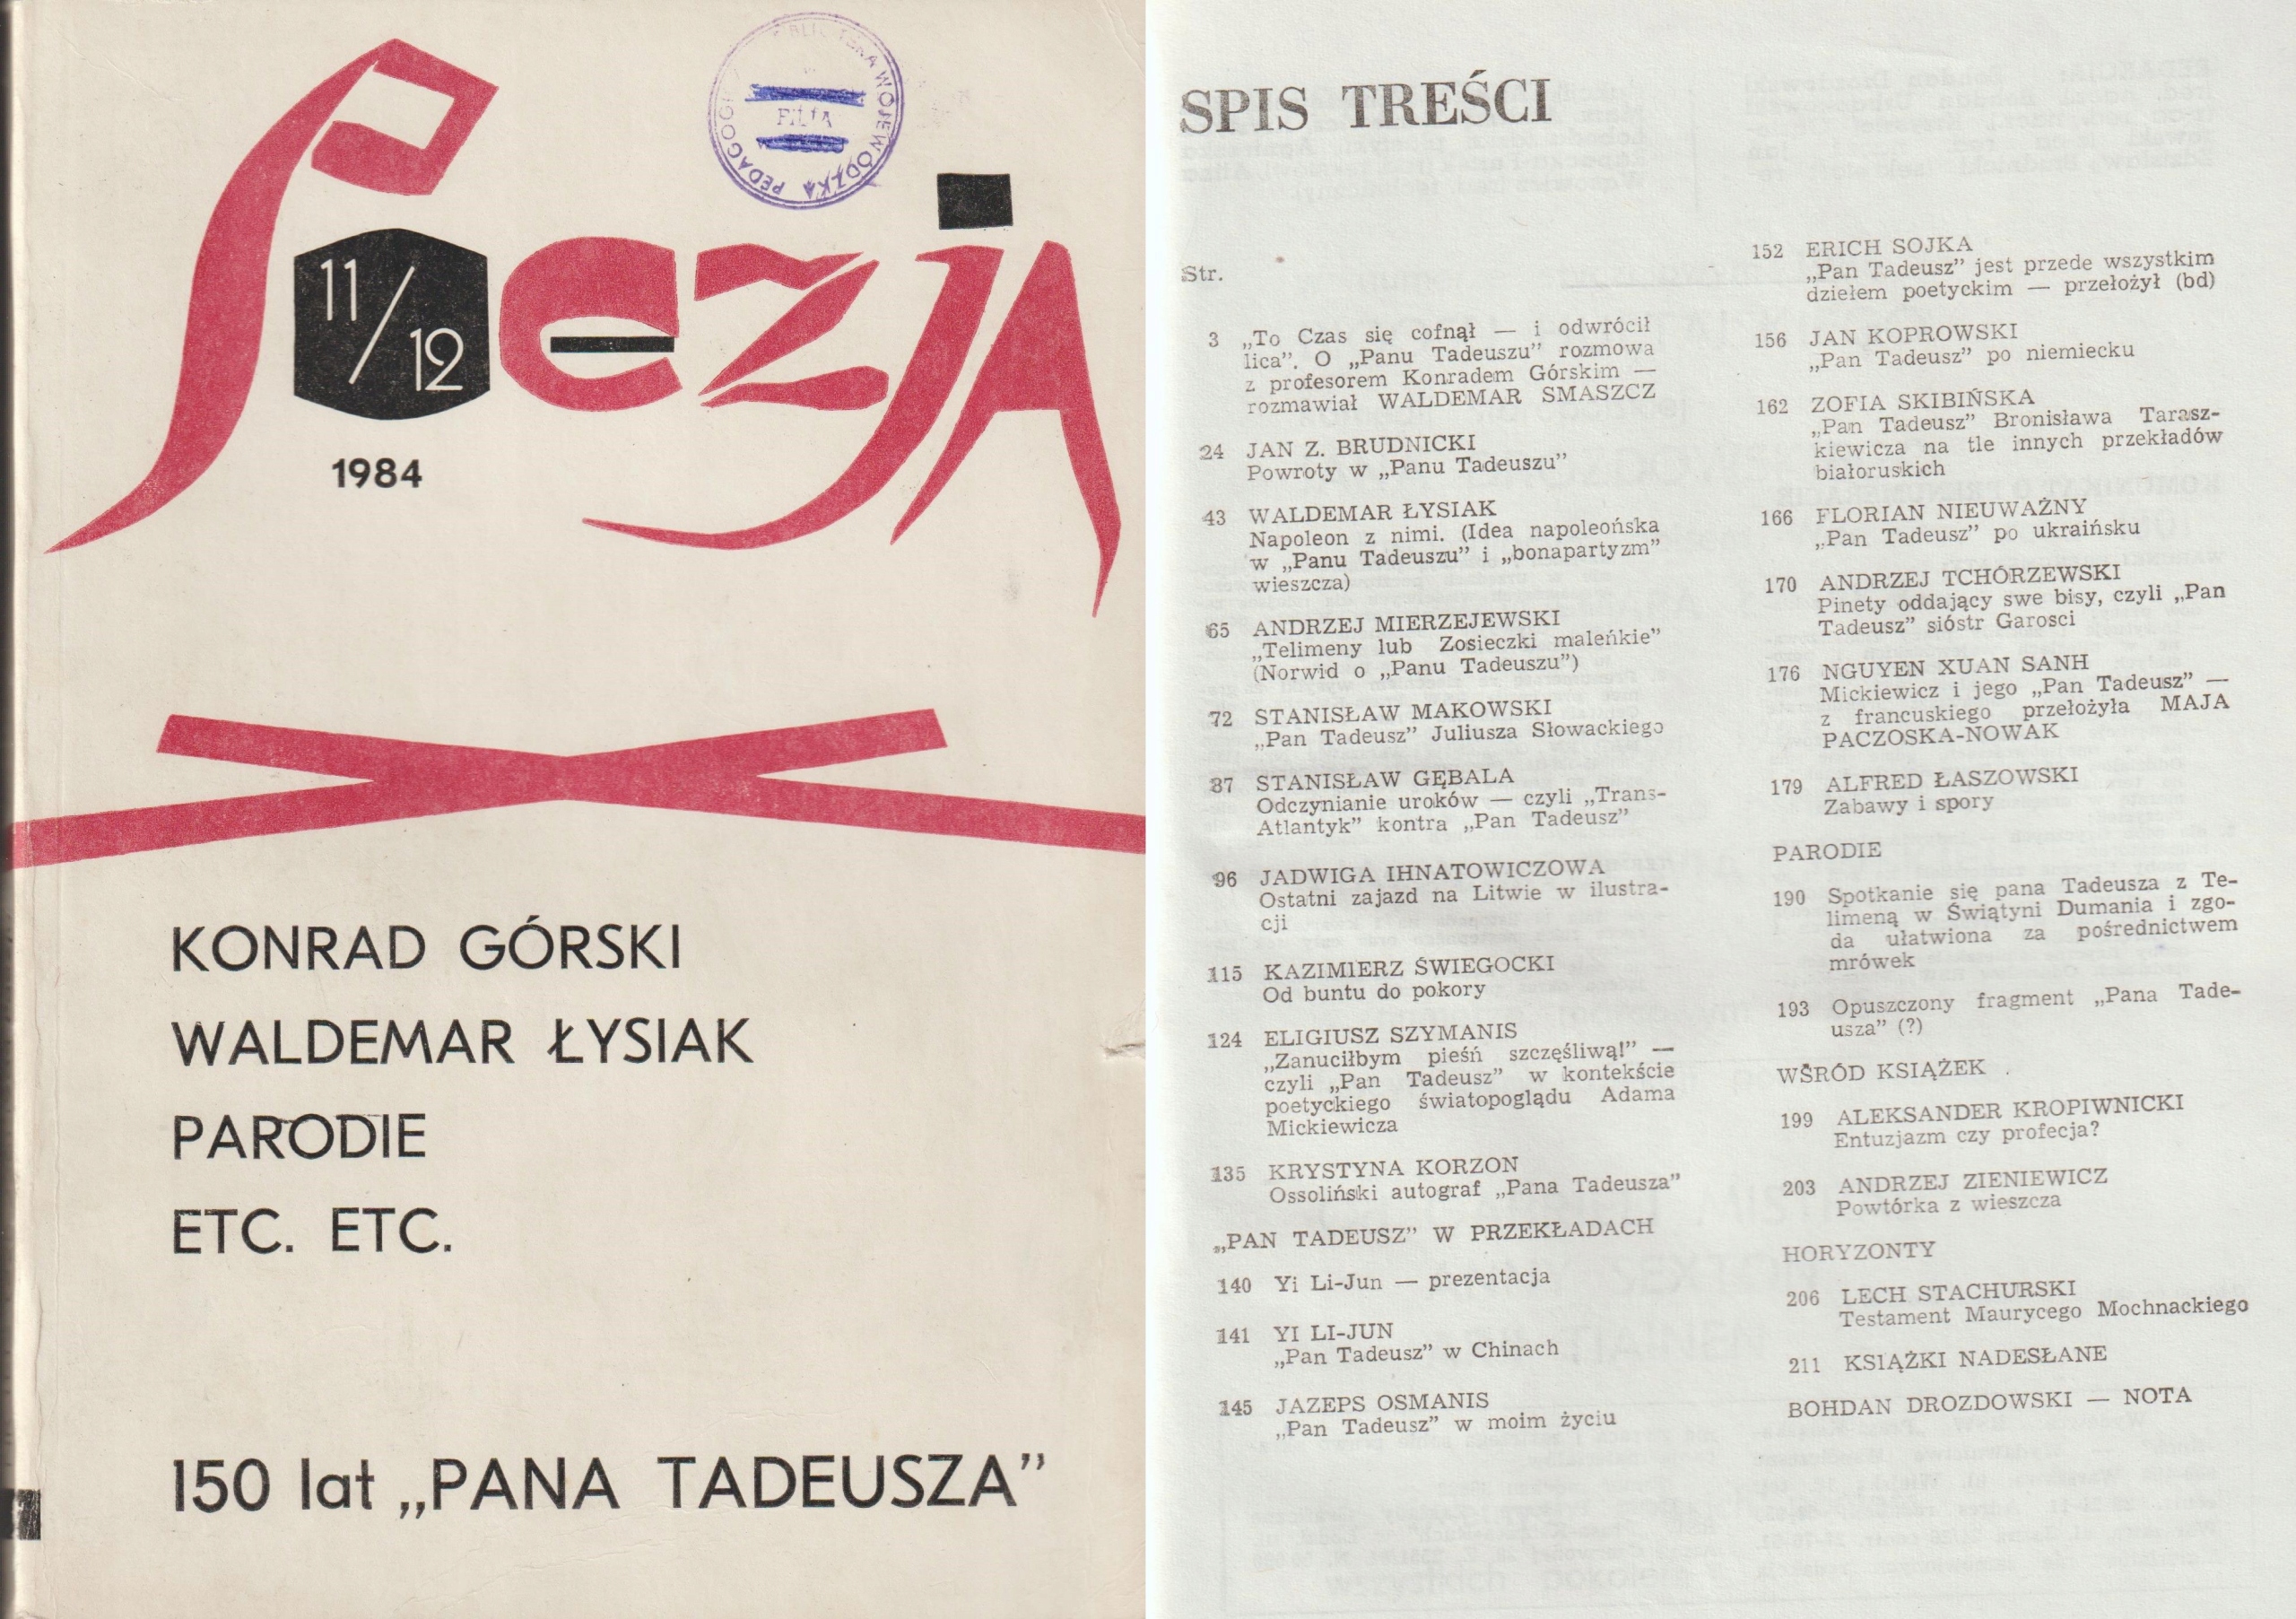 Poezja
11/12
1984
BIBLIOTEKA WOJEWÓDZKA PEDAGOGI
FILIA
KONRAD GÓRSKI
WALDEMAR ŁYSIAK
PARODIE
ETC. ETC.
150 lat „PANA TADEUSZA”
SPIS TREŚCI
Str.
3 „To Czas się cofnął — i odwrócił
lica”. O „Panu Tadeuszu” rozmowa
z profesorem Konradem Górskim —
rozmawiał WALDEMAR SMASZCZ
24 JAN Z. BRUDNICKI
Powroty w „Panu Tadeuszu”
43 WALDEMAR ŁYSIAK
Napoleon z nimi. (Idea napoleońska
w „Panu Tadeuszu” i „bonapartyzm”
wieszcza)
65 ANDRZEJ MIERZEJEWSKI
„Telimeny lub Zosieczki maleńkie”
(Norwid o „Panu Tadeuszu”)
72 STANISŁAW MAKOWSKI
„Pan Tadeusz” Juliusza Słowackiego
87 STANISŁAW GĘBALA
Odczynianie uroków — czyli „Trans-
Atlantyk” kontra „Pan Tadeusz”
96 JADWIGA IHNATOWICZOWA
Ostatni zajazd na Litwie w ilustra-
cji
115 KAZIMIERZ ŚWIEGOCKI
Od buntu do pokory
124 ELIGIUSZ SZYMANIS
„Zanuciłbym pieśń szczęśliwą!” —
czyli „Pan Tadeusz” w kontekście
poetyckiego światopoglądu Adama
Mickiewicza
135 KRYSTYNA KORZON
Ossoliński autograf „Pana Tadeusza”
„PAN TADEUSZ” W PRZEKŁADACH
140 Yi Li-Jun — prezentacja
141 YI LI-JUN
„Pan Tadeusz” w Chinach
145 JAZEPS OSMANIS
„Pan Tadeusz” w moim życiu
152 ERICH SOJKA
„Pan Tadeusz” jest przede wszystkim
dziełem poetyckim — przełożył (bd)
156 JAN KOPROWSKI
„Pan Tadeusz” po niemiecku
162 ZOFIA SKIBIŃSKA
„Pan Tadeusz” Bronisława Tarasz-
kiewicza na tle innych przekładów
białoruskich
166 FLORIAN NIEUWAŻNY
„Pan Tadeusz” po ukraińsku
170 ANDRZEJ TCHÓRZEWSKI
Pinety oddający swe bisy, czyli „Pan
Tadeusz” sióstr Garosci
176 NGUYEN XUAN SANH
Mickiewicz i jego „Pan Tadeusz” —
z francuskiego przełożyła MAJA
PACZOSKA-NOWAK
179 ALFRED ŁASZOWSKI
Zabawy i spory
PARODIE
190 Spotkanie się pana Tadeusza z Te-
limeną w Świątyni Dumania i zgo-
da ułatwiona za pośrednictwem
mrówek
193 Opuszczony fragment „Pana Tade-
usza” (?)
WŚRÓD KSIĄŻEK
199 ALEKSANDER KROPIWNICKI
Entuzjazm czy profecja?
203 ANDRZEJ ZIENIEWICZ
Powtórka z wieszcza
HORYZONTY
206 LECH STACHURSKI
Testament Maurycego Mochnackiego
211 KSIĄŻKI NADESŁANE
BOHDAN DROZDOWSKI — NOTA